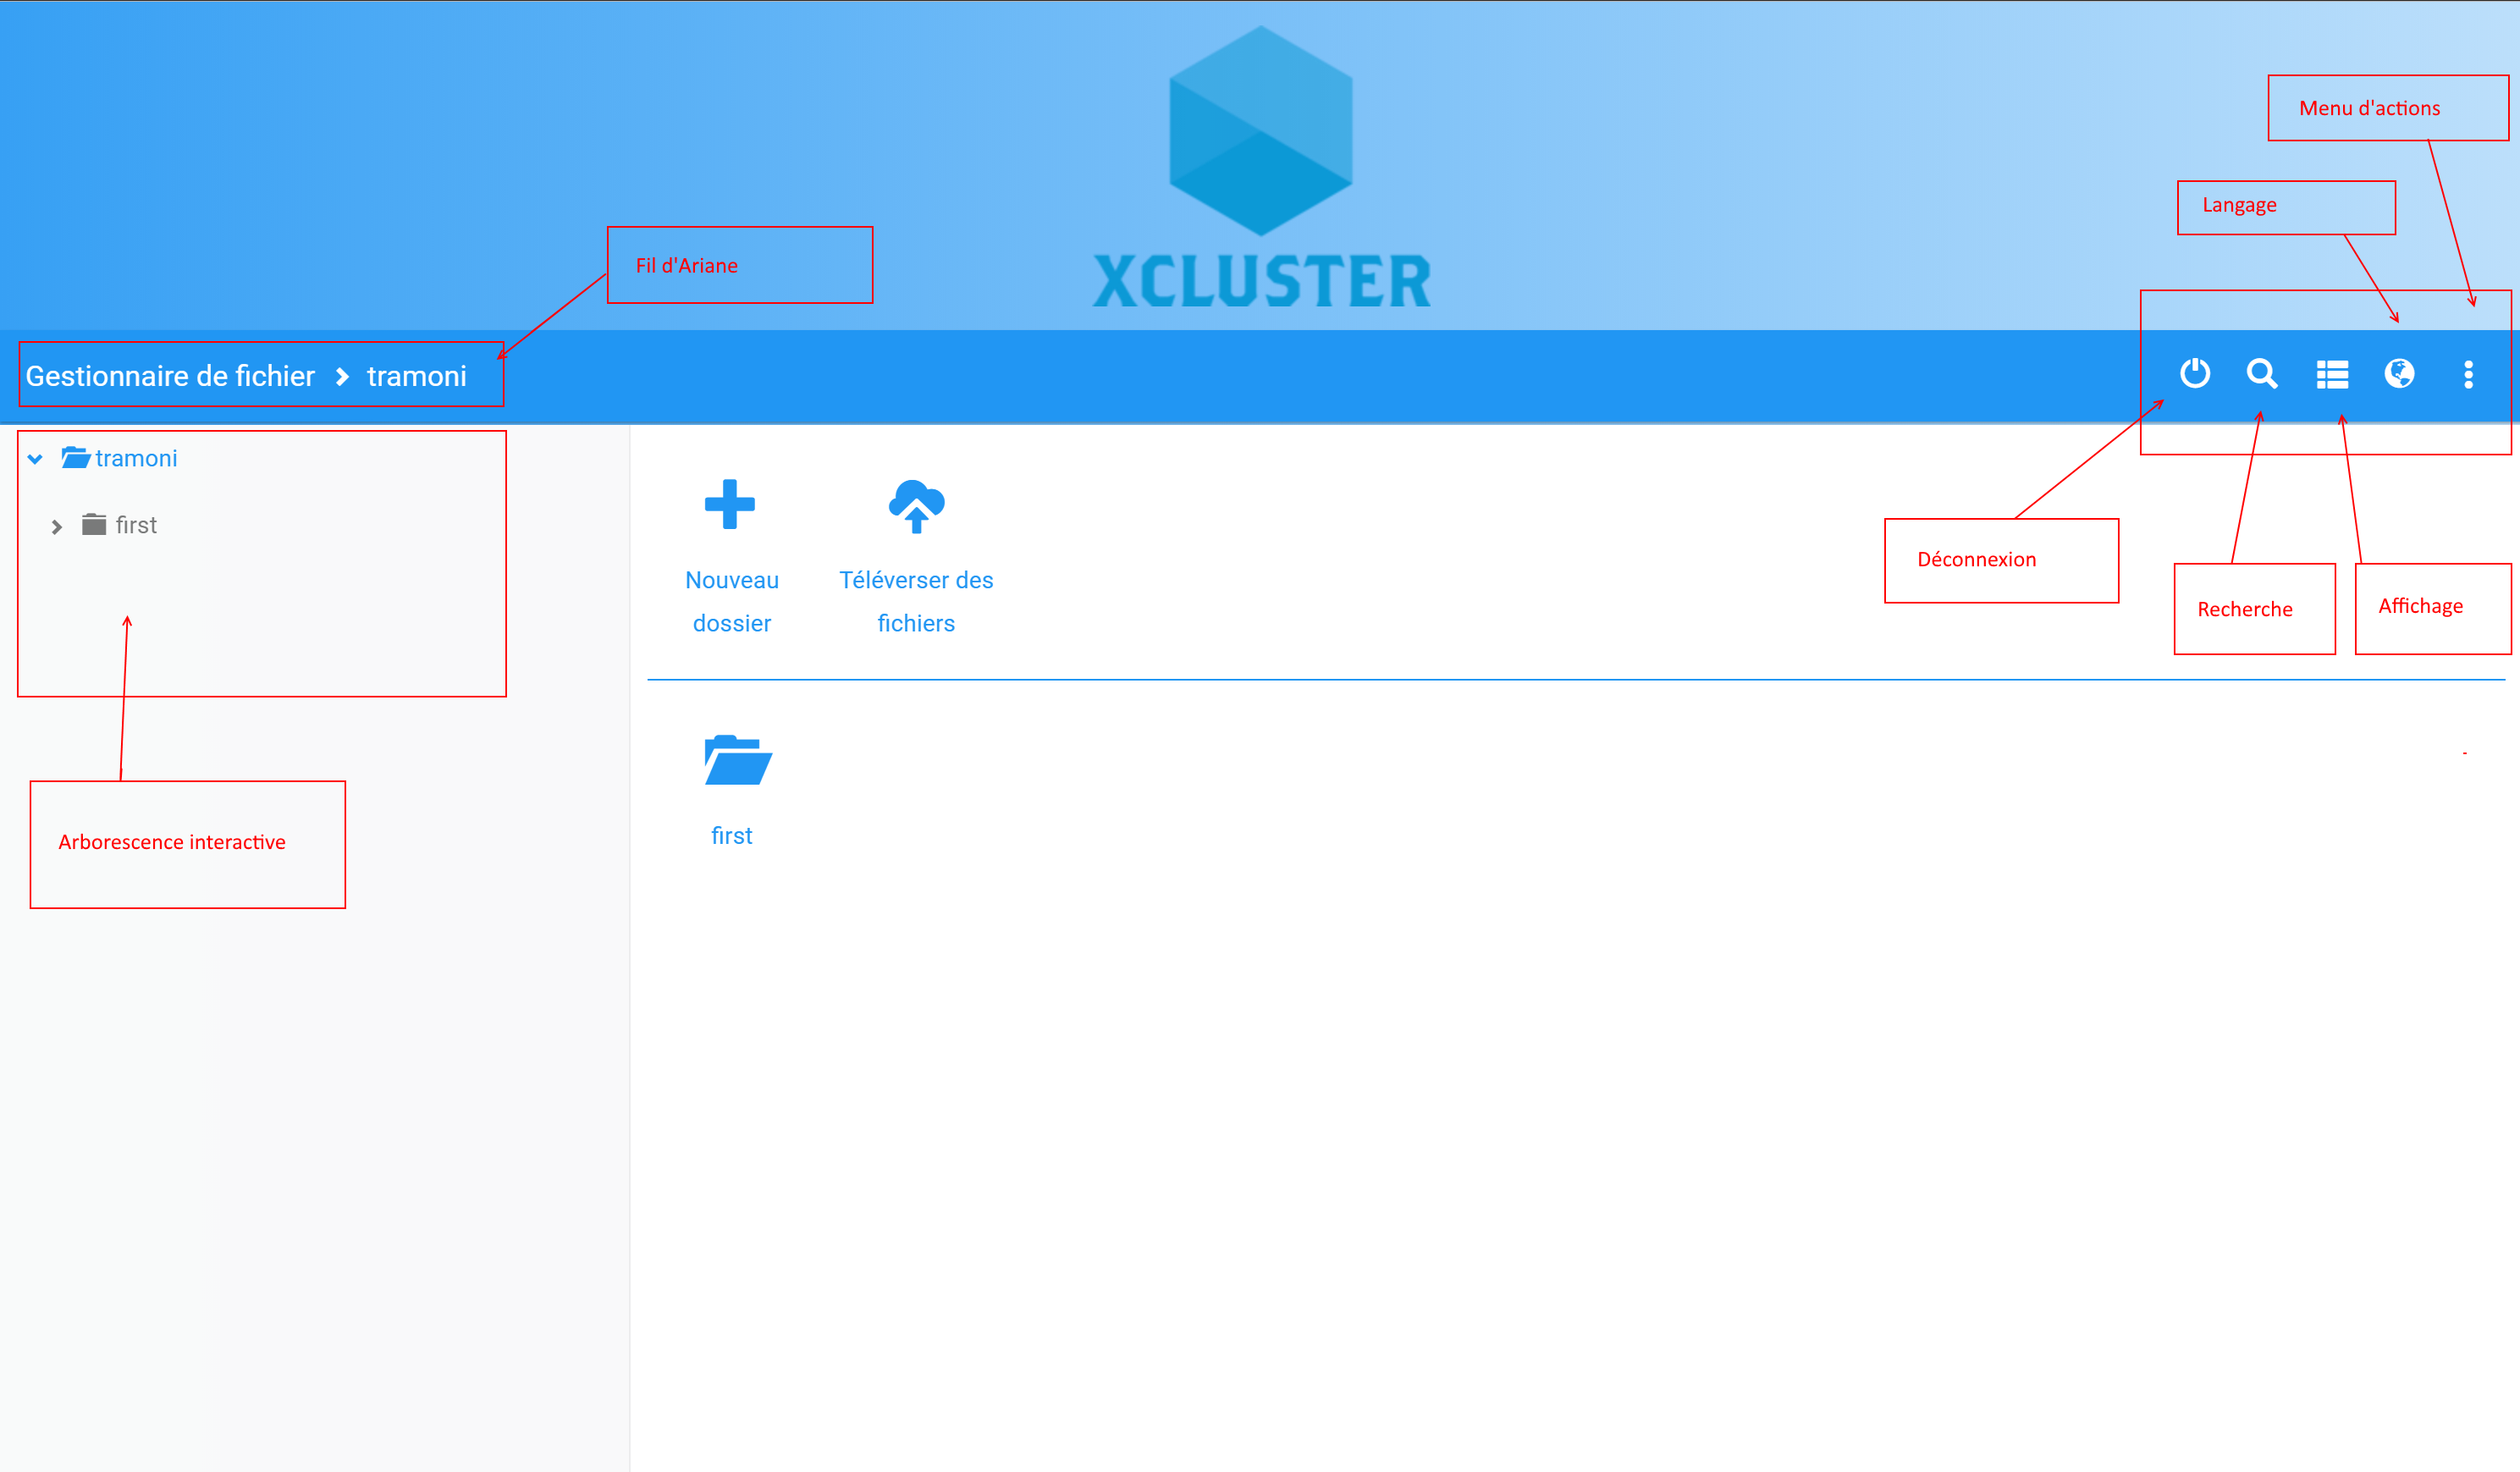 Menu d'actions
Langage
XCLUSTER
Fil d'Ariane
Gestionnaire de fichier
tramoni
tramoni
first
Nouveau
dossier
Téléverser des
fichiers
Déconnexion
Recherche
Affichage
first
Arborescence interactive